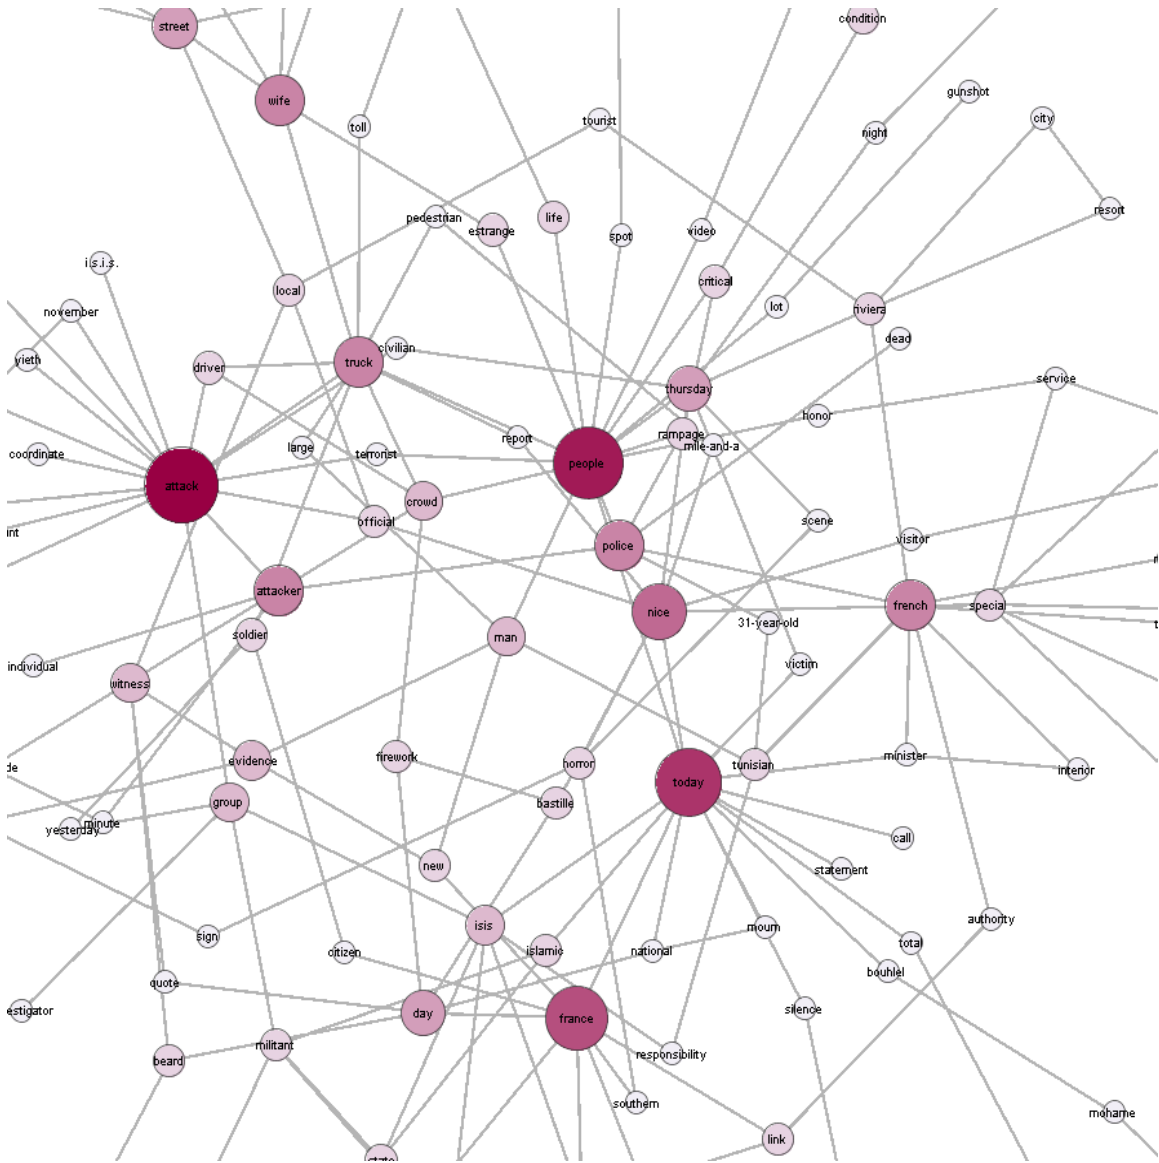 street
condition
wife
gunshot
toll
tourist
night
city
pedestrian
life
estrange
spot
video
resort
i.s.i.s.
local
critical
november
lot
riviera
dead
vieth
driver
truck
civilian
thursday
service
honor
rampage
mile-and-a
report
large
terrorist
coordinate
people
attack
crowd
official
scene
int
police
visitor
attacker
nice
french
special
31-year-old
soldier
man
individual
victim
witness
firework
evidence
horror
today
tunisian
minister
interior
de
group
bastille
yesterday
minute
call
new
statement
isis
sign
islamic
citizen
national
mourn
authority
total
bouhlel
quote
estigator
day
france
silence
militant
beard
responsibility
southern
mohame
link
state